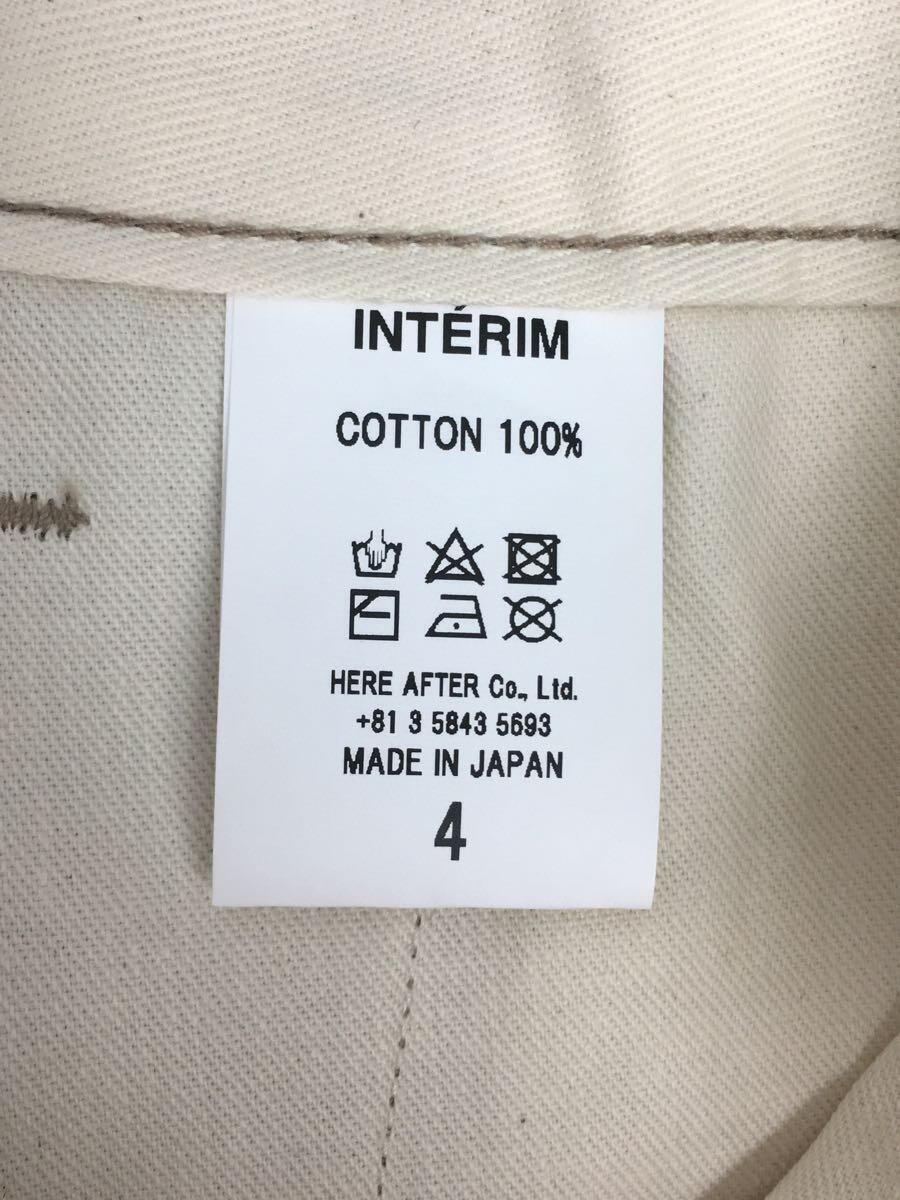 INTÉRIM
COTTON 100%
HERE AFTER Co., Ltd.
+81 3 5843 5693
MADE IN JAPAN
4